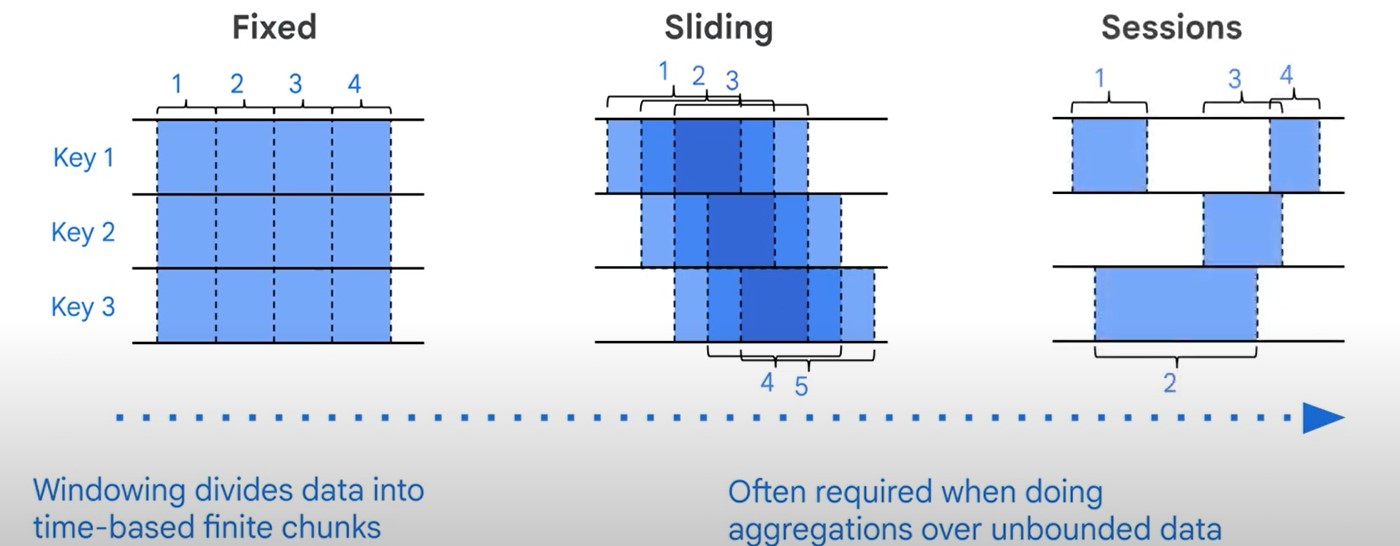 Fixed
Sliding
Sessions
1 2 3 4
1 2 3
1 3 4
Key 1
Key 2
Key 3
4 5
2
Windowing divides data into
time-based finite chunks
Often required when doing
aggregations over unbounded data